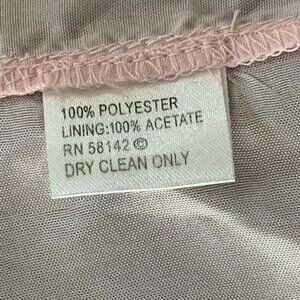 100% POLYESTER
LINING:100% ACETATE
RN 58142 ©
DRY CLEAN ONLY